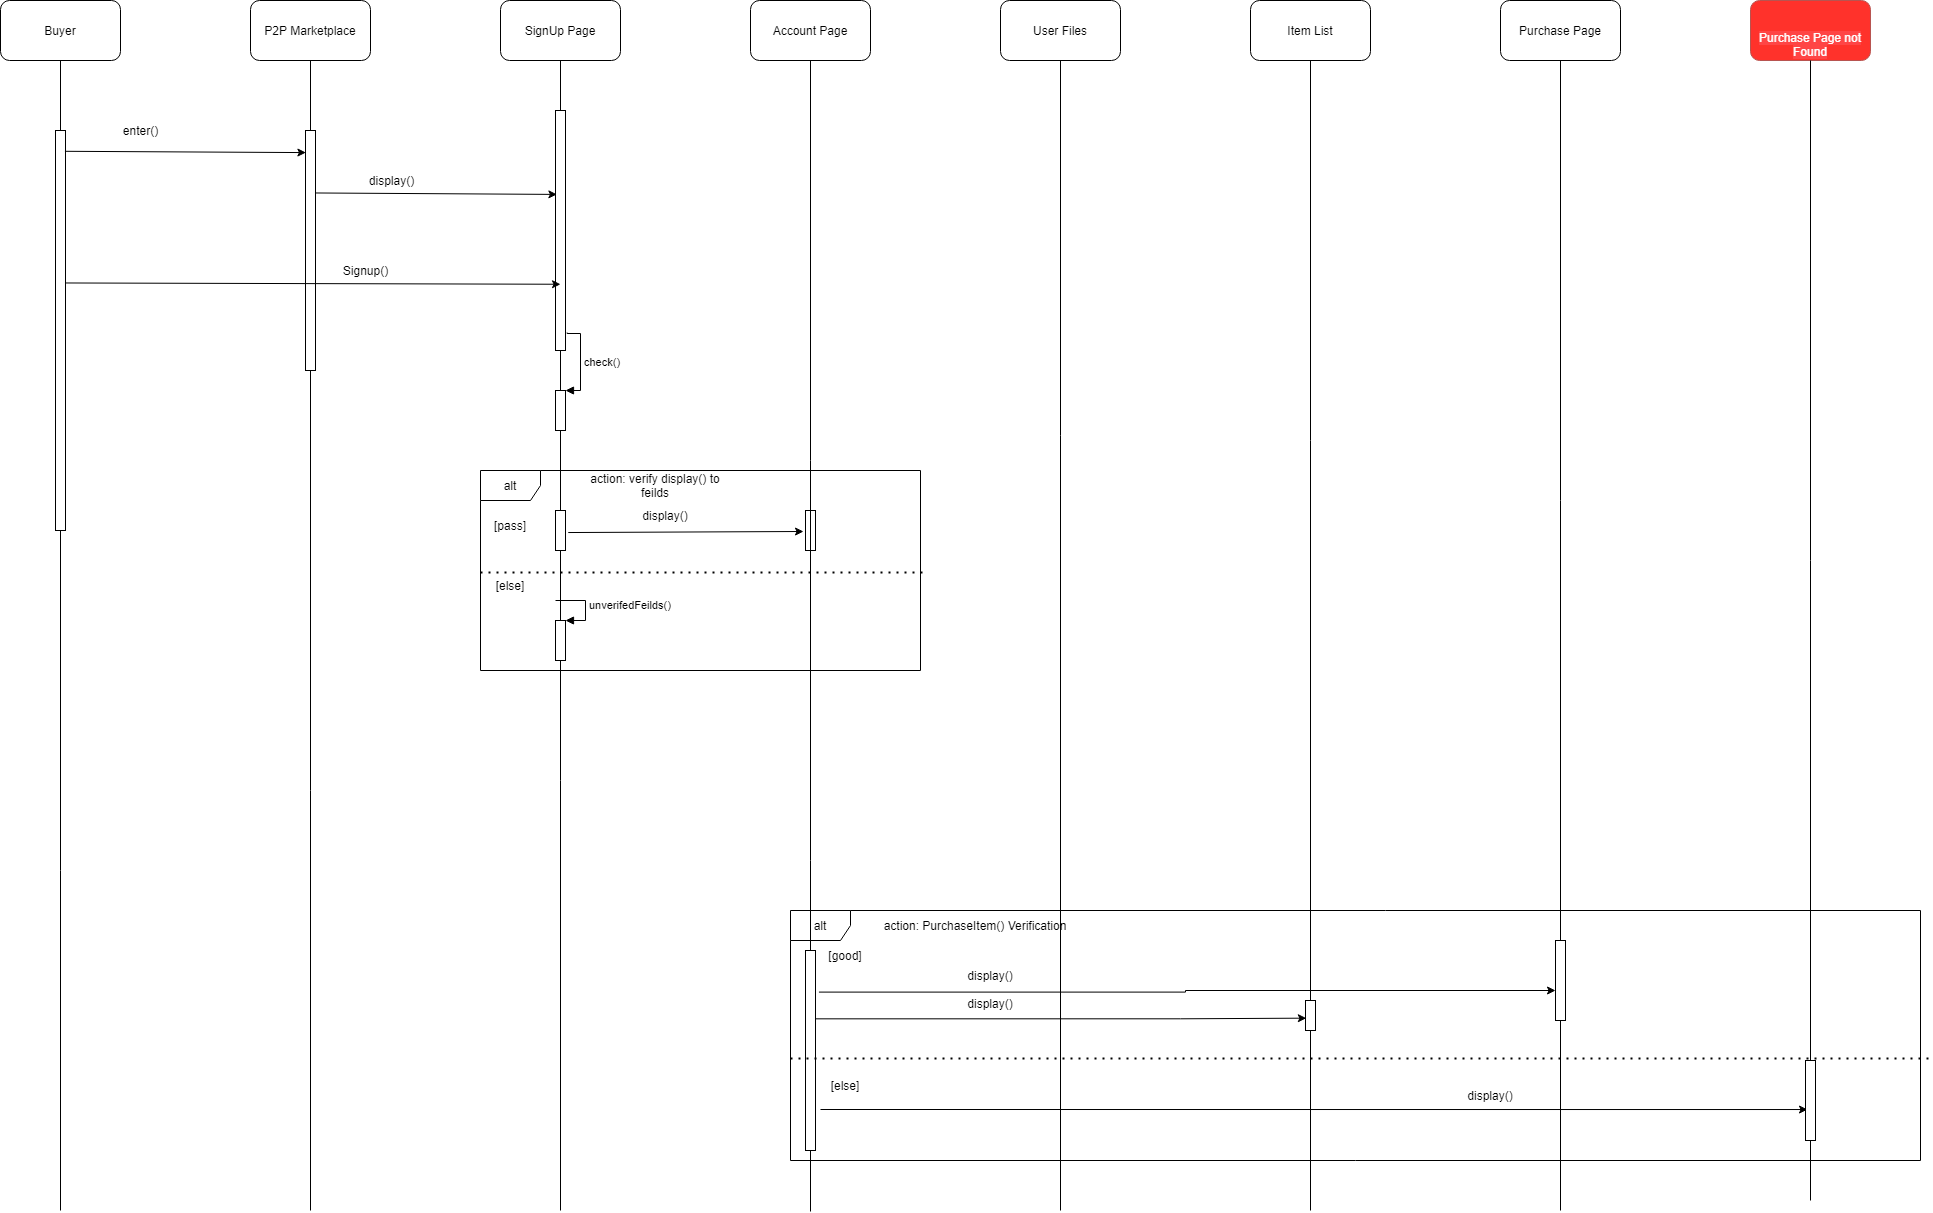 Buyer
P2P Marketplace
SignUp Page
Account Page
User Files
Item List
Purchase Page
Purchase Page not
Found
enter()
display()
Signup()
check()
alt
action: verify display() to
feilds
[pass]
display()
[else]
unverifedFeilds()
alt
action: PurchaseItem() Verification
[good]
display()
display()
[else]
display()